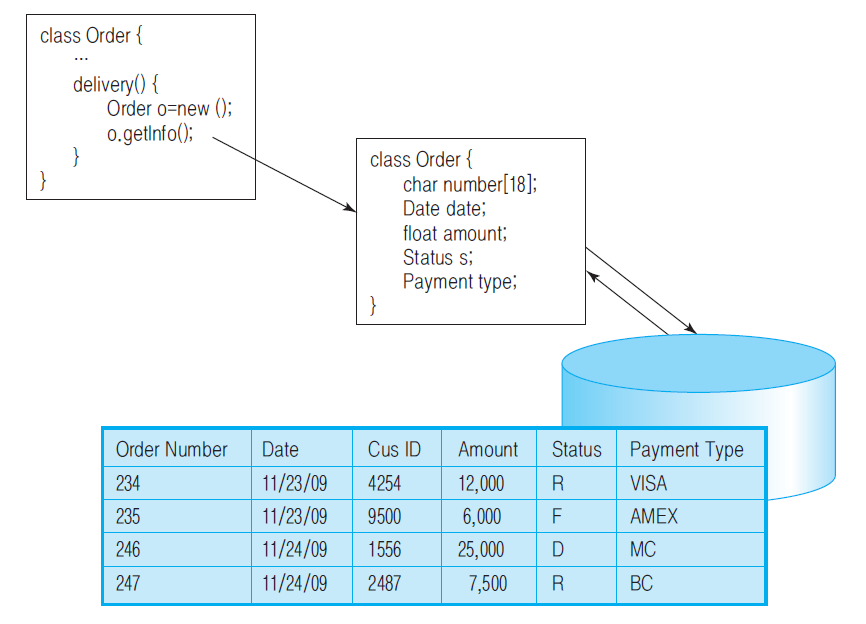 class Order {
...
delivery() {
Order o=new ();
o.getInfo();
}
}
class Order {
char number[18];
Date date;
float amount;
Status s;
Payment type;
}
Order Number Date Cus ID Amount Status Payment Type
234 11/23/09 4254 12,000 R VISA
235 11/23/09 9500 6,000 F AMEX
246 11/24/09 1556 25,000 D MC
247 11/24/09 2487 7,500 R BC